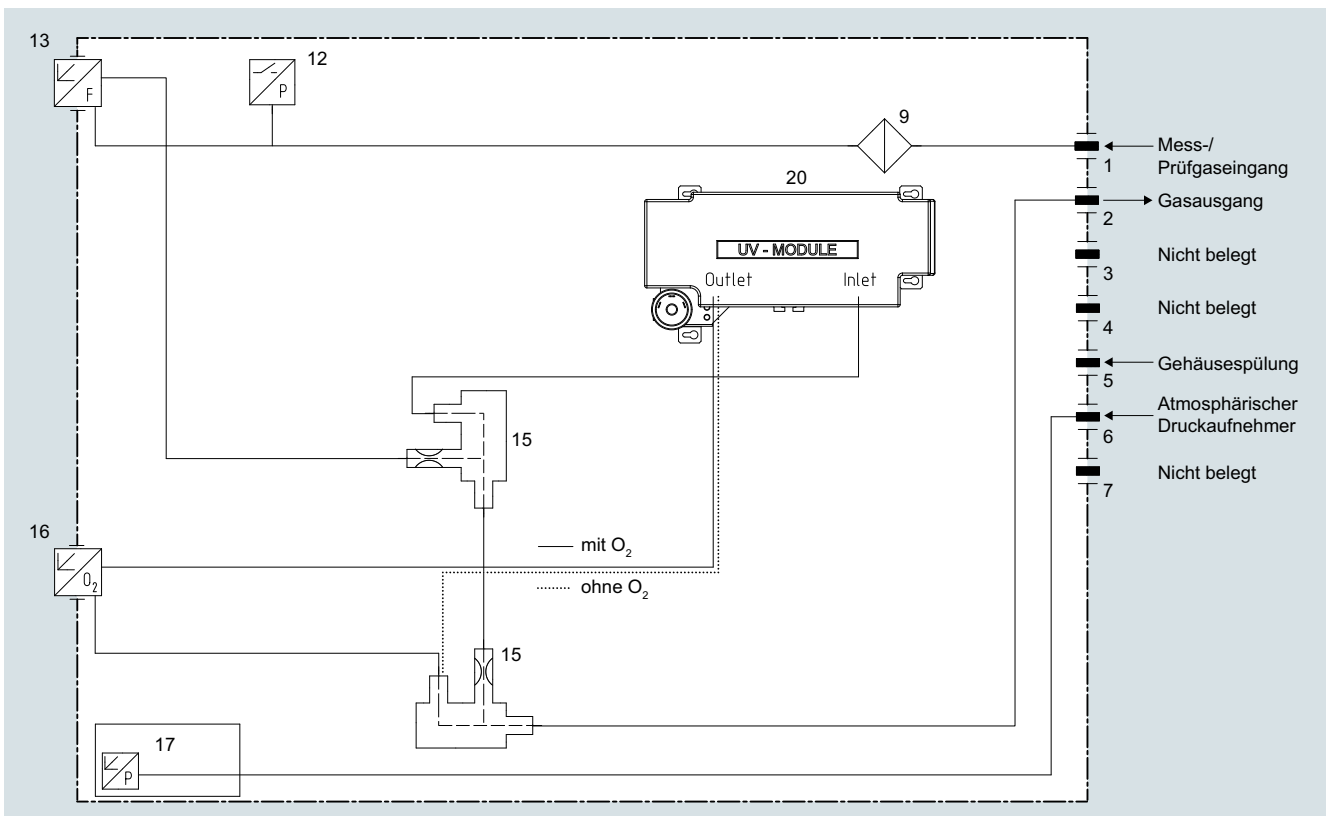 13
F
12
P
9
1
Mess-/
Prüfgaseingang
20
2
Gasausgang
UV - MODULE
Outlet
Inlet
3
Nicht belegt
4
Nicht belegt
5
Gehäusespülung
6
Atmosphärischer
Druckaufnehmer
7
Nicht belegt
15
16
O₂
mit O₂
ohne O₂
15
17
P